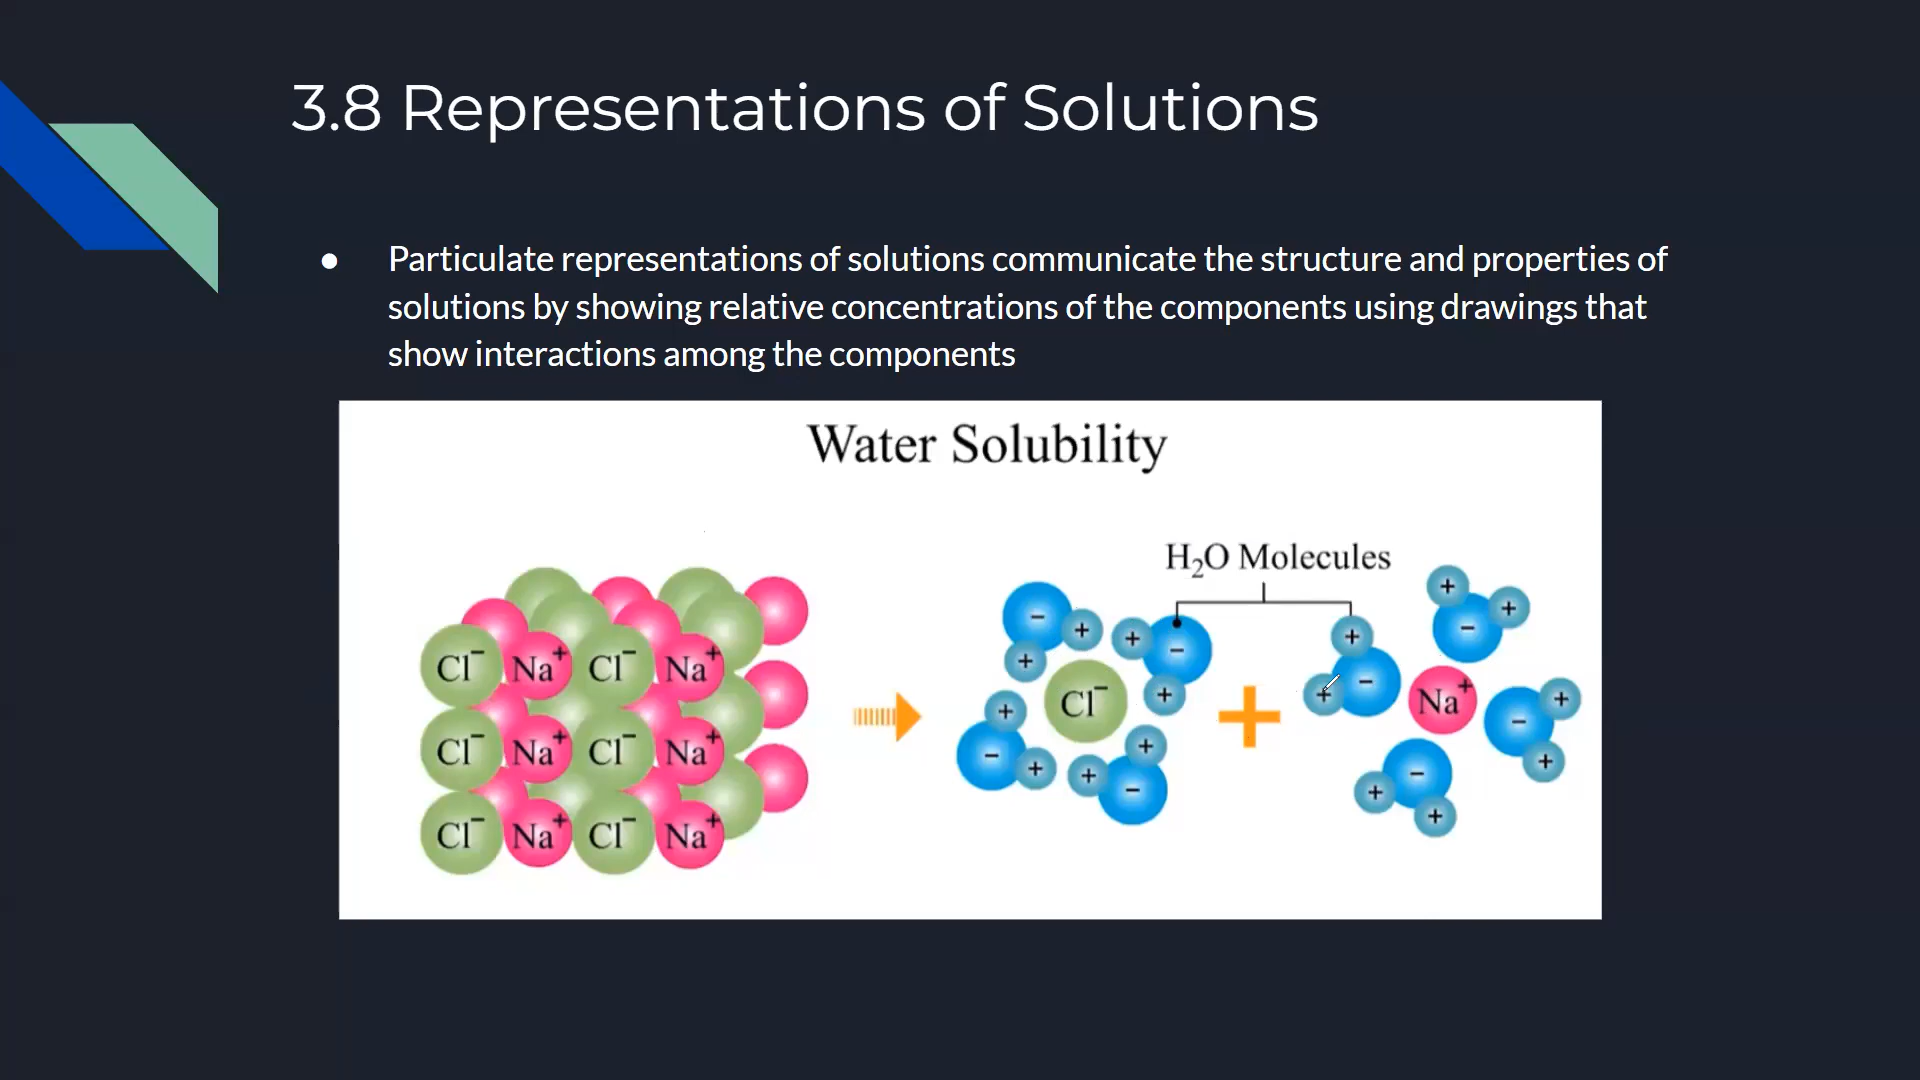 3.8 Representations of Solutions
● Particulate representations of solutions communicate the structure and properties of
solutions by showing relative concentrations of the components using drawings that
show interactions among the components
Water Solubility
H₂O Molecules
Cl⁻ Na⁺ Cl⁻ Na⁺
Cl⁻ Na⁺ Cl⁻ Na⁺
Cl⁻ Na⁺ Cl⁻ Na⁺
− + +
+ −
+ −
+ +
− +
+ −
Cl⁻
+
+ −
+ + −
Na⁺
− + +
− + +